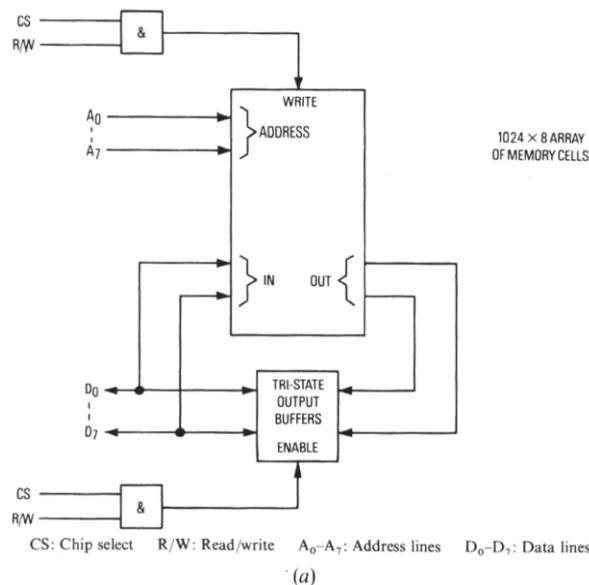 CS
&
R/W
WRITE
A₀
A₇
ADDRESS
1024 × 8 ARRAY
OF MEMORY CELLS
IN
OUT
D₀
D₇
TRI-STATE
OUTPUT
BUFFERS
ENABLE
CS
&
R/W
CS: Chip select R/W: Read/write A₀–A₇: Address lines D₀–D₇: Data lines
(a)